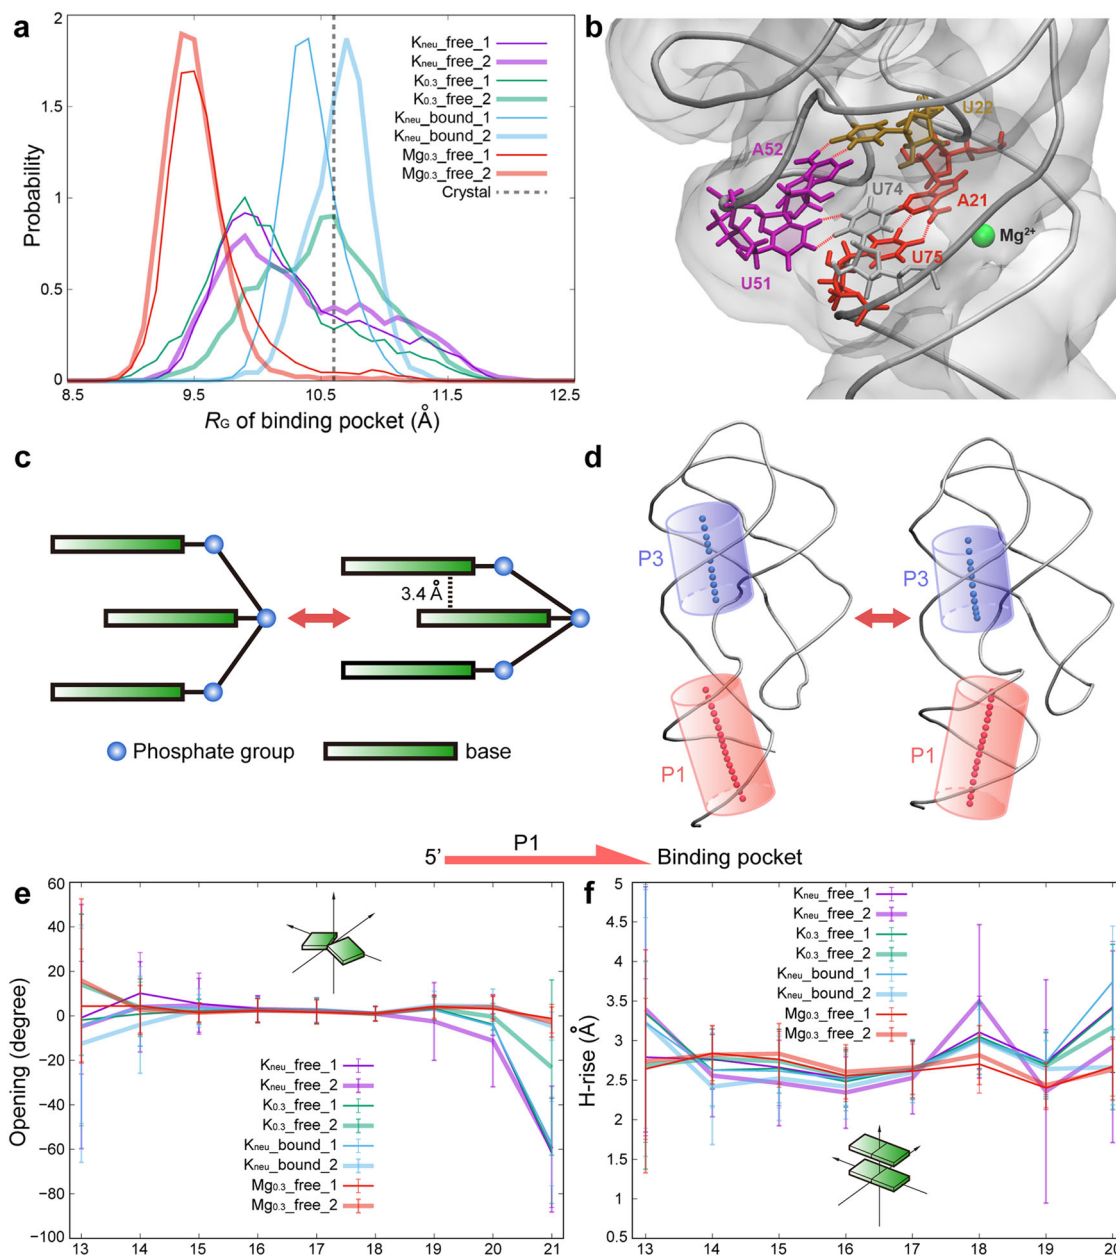 a
2
1.5
1
0.5
0
Probability
8.5 9.5 10.5 11.5 12.5
RG of binding pocket (Å)
Kneu_free_1
Kneu_free_2
K0.3_free_1
K0.3_free_2
Kneu_bound_1
Kneu_bound_2
Mg0.3_free_1
Mg0.3_free_2
Crystal
b
U22
A52
U74
A21
Mg2+
U75
U51
c
3.4 Å
Phosphate group
base
d
P3
P3
P1
P1
P1
5’ Binding pocket
e
60
40
20
0
−20
−40
−60
−80
−100
Opening (degree)
Kneu_free_1
Kneu_free_2
K0.3_free_1
K0.3_free_2
Kneu_bound_1
Kneu_bound_2
Mg0.3_free_1
Mg0.3_free_2
13 14 15 16 17 18 19 20 21
f
5
4.5
4
3.5
3
2.5
2
1.5
1
0.5
H-rise (Å)
Kneu_free_1
Kneu_free_2
K0.3_free_1
K0.3_free_2
Kneu_bound_1
Kneu_bound_2
Mg0.3_free_1
Mg0.3_free_2
13 14 15 16 17 18 19 20